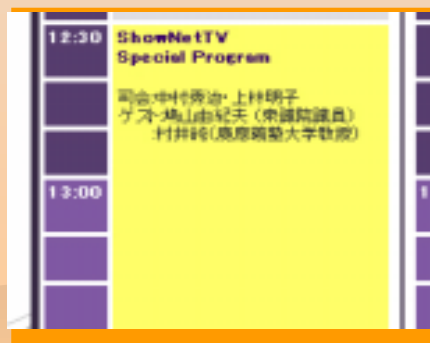 12:30 ShowNetTV
Special Program
司会:中村秀治・上林明子
ゲスト:鳩山由紀夫（衆議院議員）
:村井純(慶應義塾大学教授)
13:00
1